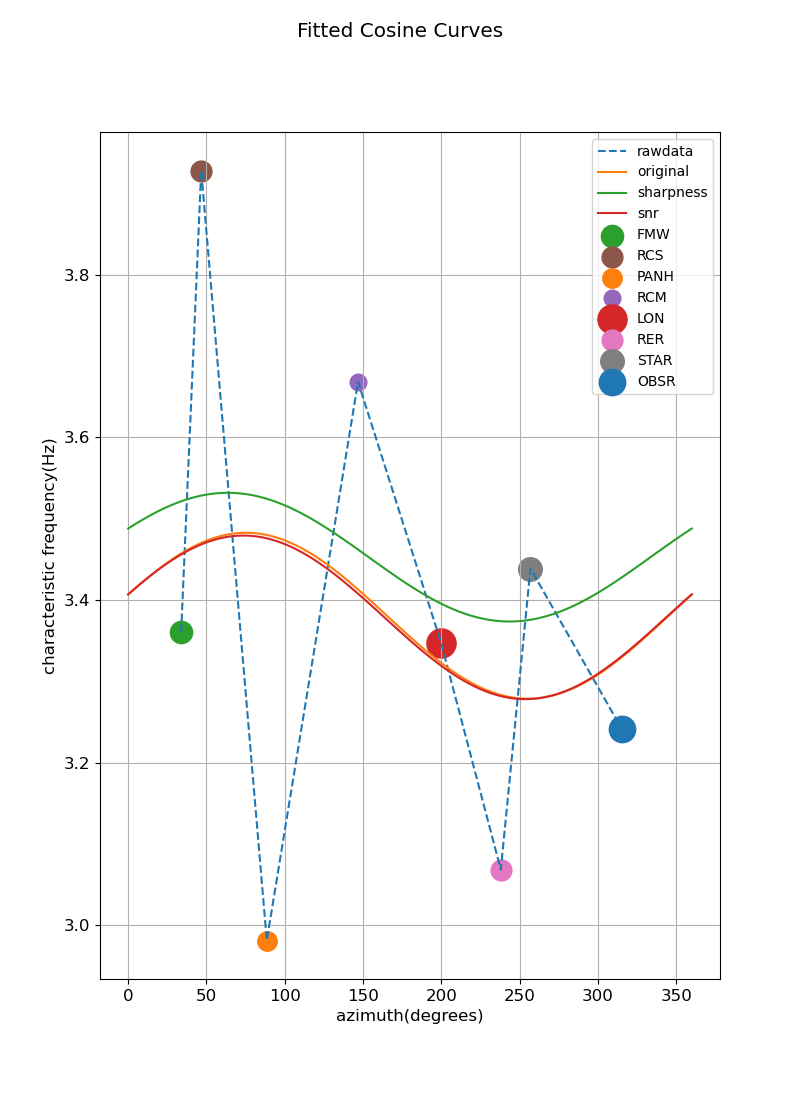 Fitted Cosine Curves
rawdata
original
sharpness
snr
FMW
RCS
PANH
RCM
LON
RER
STAR
OBSR
characteristic frequency(Hz)
3.8
3.6
3.4
3.2
3.0
0 50 100 150 200 250 300 350
azimuth(degrees)